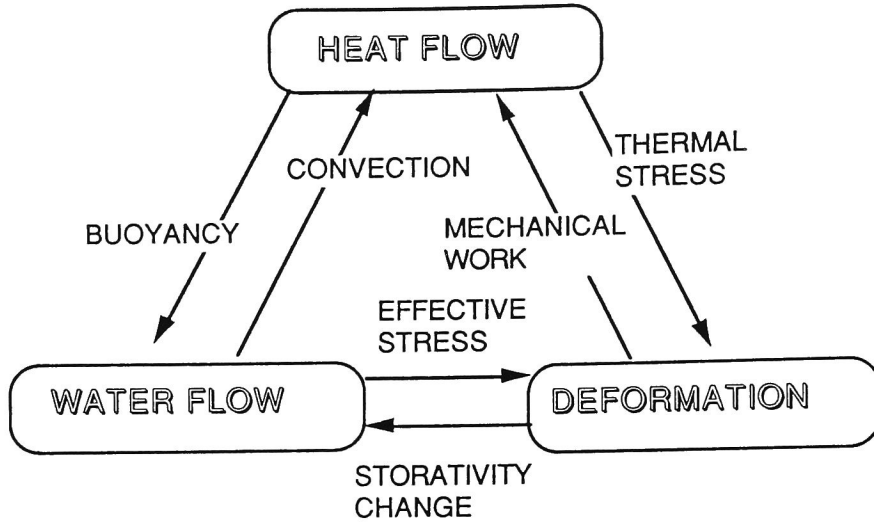 HEAT FLOW
THERMAL
STRESS
CONVECTION
BUOYANCY
MECHANICAL
WORK
EFFECTIVE
STRESS
WATER FLOW
DEFORMATION
STORATIVITY
CHANGE